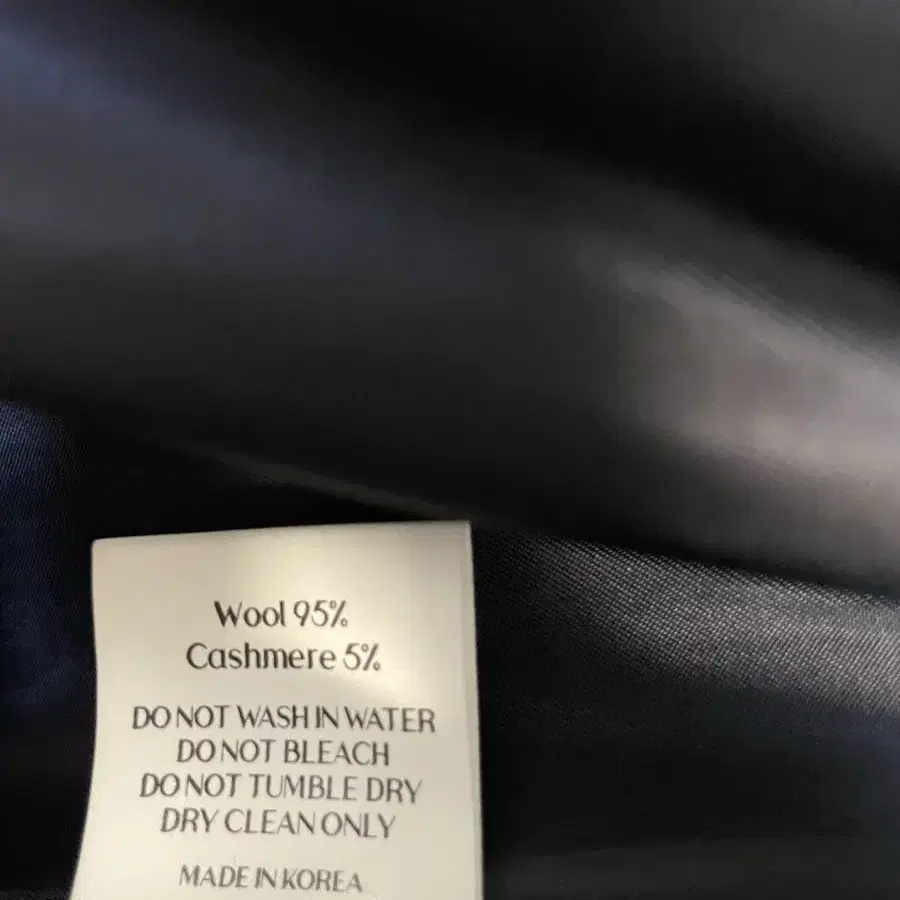 Wool 95%
Cashmere 5%
DO NOT WASH IN WATER
DO NOT BLEACH
DO NOT TUMBLE DRY
DRY CLEAN ONLY
MADE IN KOREA